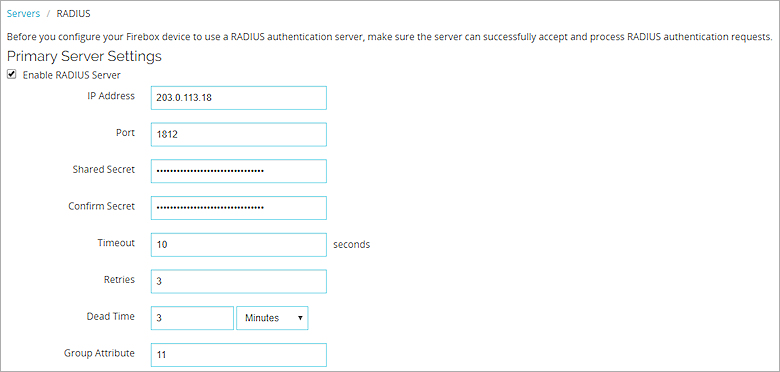 Servers / RADIUS
Before you configure your Firebox device to use a RADIUS authentication server, make sure the server can successfully accept and process RADIUS authentication requests.
Primary Server Settings
Enable RADIUS Server
IP Address 203.0.113.18
Port 1812
Shared Secret ••••••••••••••••••••••••••••••••
Confirm Secret ••••••••••••••••••••••••••••••••
Timeout 10 seconds
Retries 3
Dead Time 3 Minutes
Group Attribute 11